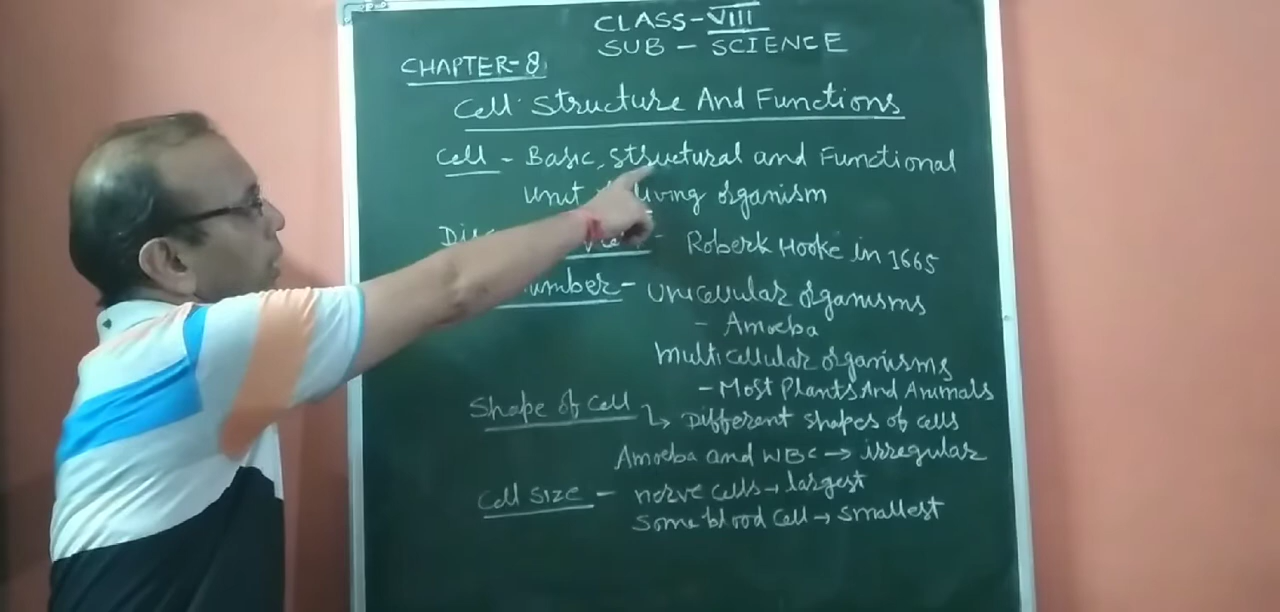 CLASS-VIII
SUB - SCIENCE
CHAPTER-8
Cell Structure And Functions
Cell - Basic, structural and Functional
Unit living organism
Robert Hooke in 1665
umber - Unicellular organisms
- Amoeba
Multicellular organisms
- Most Plants And Animals
Shape of Cell ↳ Different shapes of cells
Amoeba and WBC → irregular
Cell Size - nerve cells → largest
Some blood cell → smallest